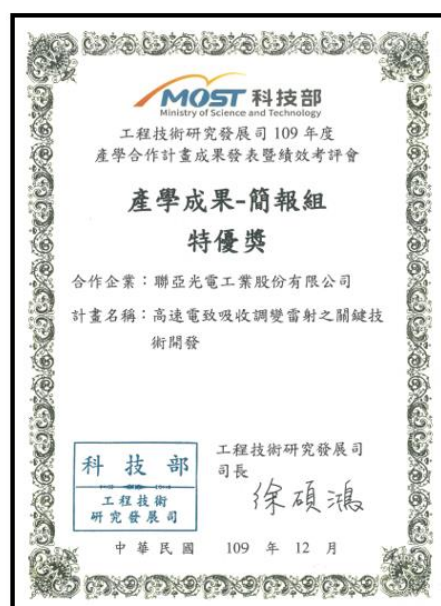 MOST 科技部
Ministry of Science and Technology
工程技術研究發展司 109 年度
產學合作計畫成果發表暨績效考評會
產學成果-簡報組
特優獎
合作企業：聯亞光電工業股份有限公司
計畫名稱：高速電致吸收調變雷射之關鍵技
術開發
工程技術研究發展司
司長
徐碩鴻
科技部
工程技術
研究發展司
中華民國 109 年 12 月